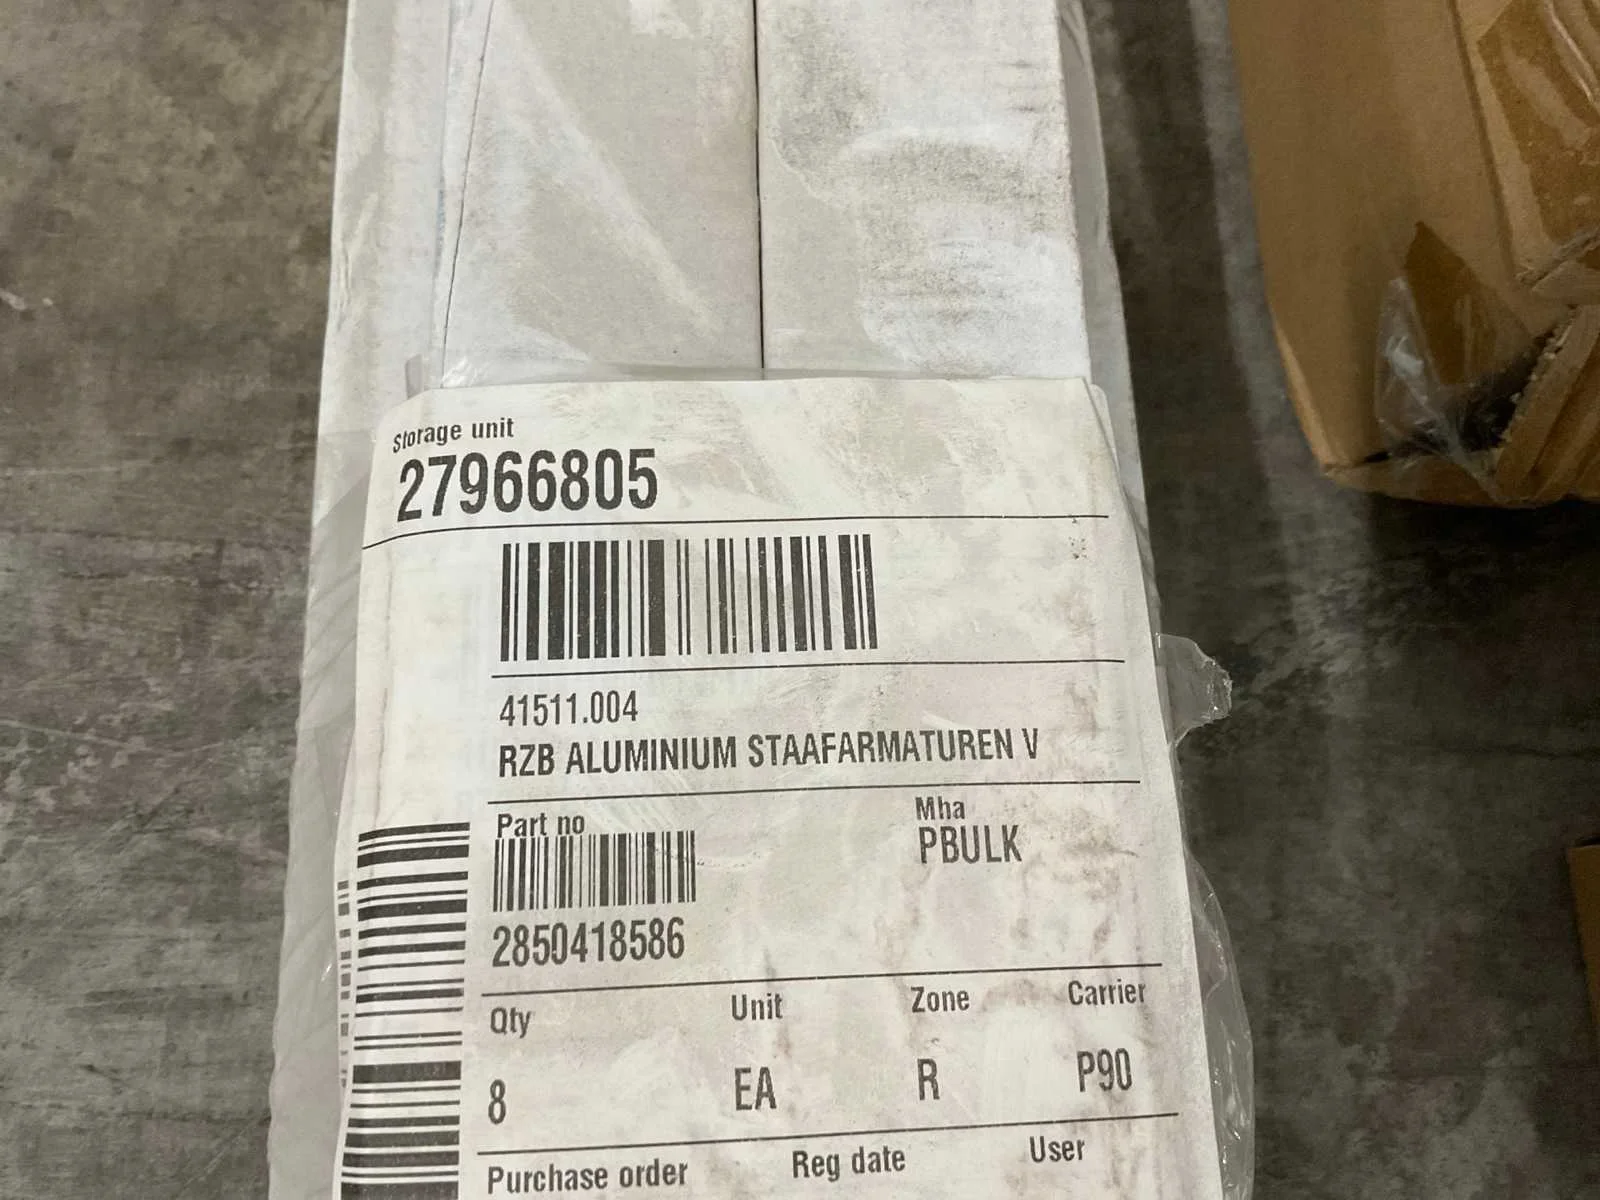 Storage unit
27966805
41511.004
RZB ALUMINIUM STAAFARMATUREN V
Part no
Mha
PBULK
2850418586
Qty
Unit
Zone
Carrier
8
EA
R
P90
Purchase order
Reg date
User